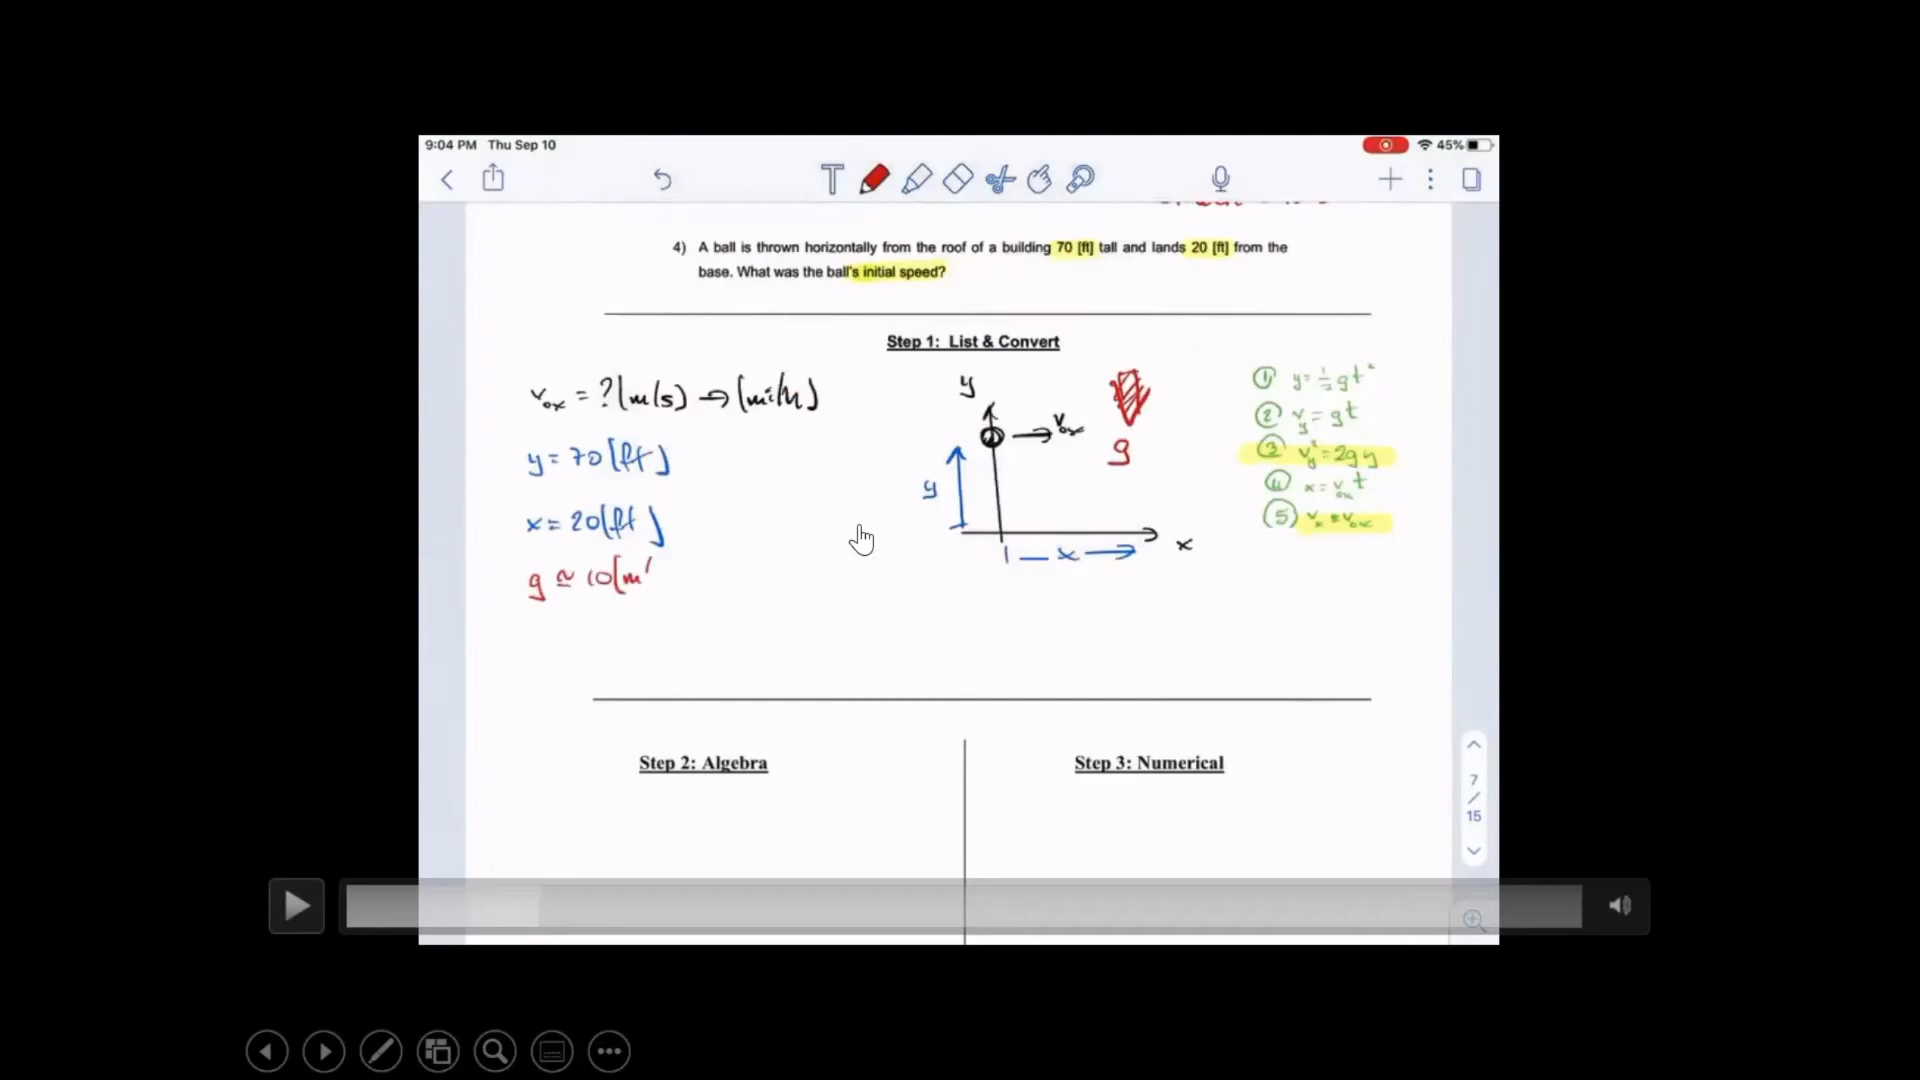 9:04 PM Thu Sep 10
45%
4) A ball is thrown horizontally from the roof of a building 70 [ft] tall and lands 20 [ft] from the
base. What was the ball's initial speed?
Step 1: List & Convert
v₀ₓ = ? [m/s] → [mi/h]
y = 70 [ft]
x = 20 [ft]
g ≃ 10 [m/
y
v₀ₓ
g
y
x
x
① y = ½gt²
② v_y = gt
③ v_y² = 2gy
④ x = v₀ₓt
⑤ vₓ = v₀ₓ
Step 2: Algebra
Step 3: Numerical
7
/
15